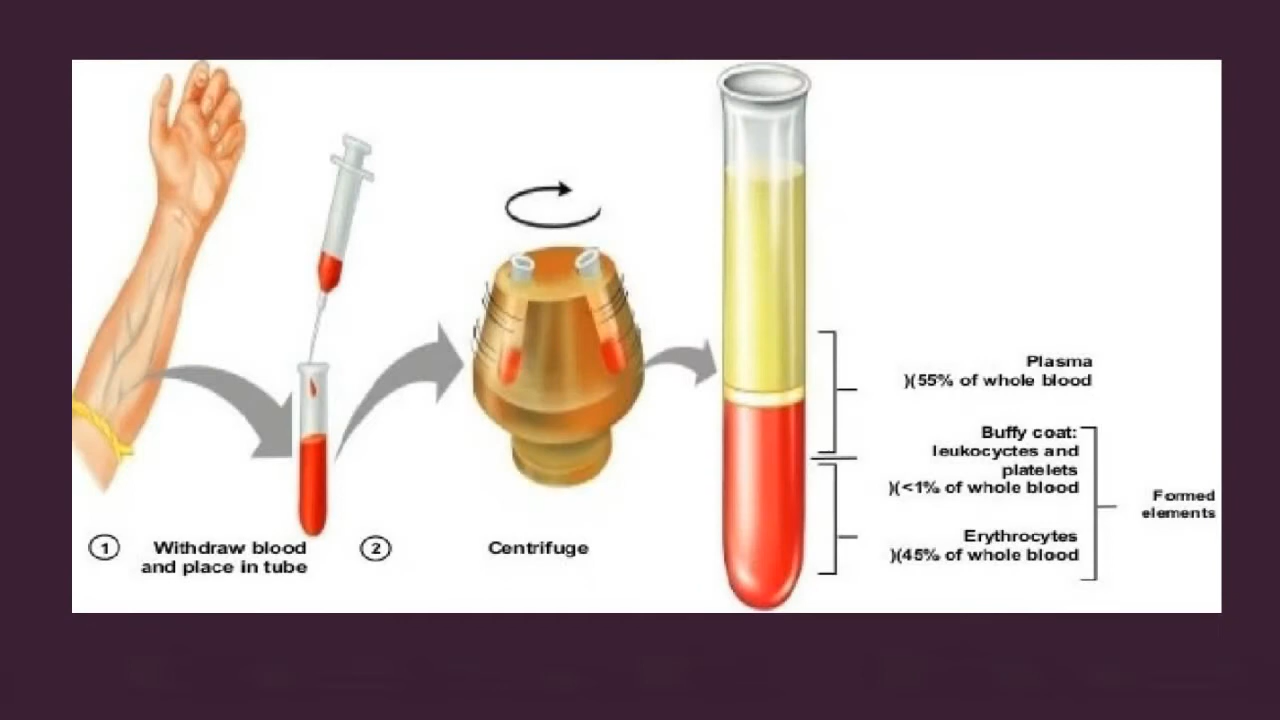 Plasma
)(55% of whole blood
Buffy coat:
leukocyctes and
platelets
)(<1% of whole blood
Formed
elements
Erythrocytes
)(45% of whole blood
1
Withdraw blood
and place in tube
2
Centrifuge